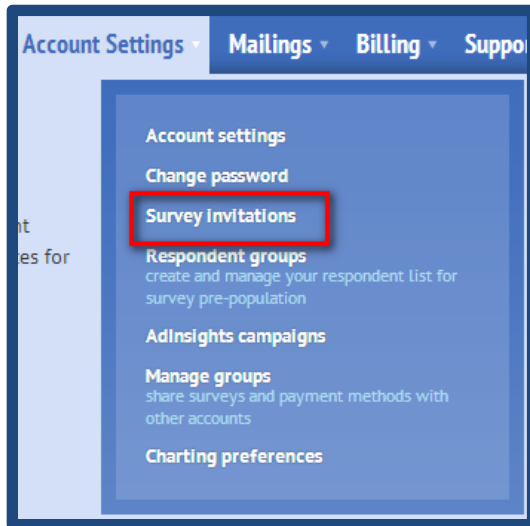 Account Settings Mailings Billing Suppo
Account settings
Change password
Survey invitations
nt
es for
Respondent groups
create and manage your respondent list for
survey pre-population
AdInsights campaigns
Manage groups
share surveys and payment methods with
other accounts
Charting preferences